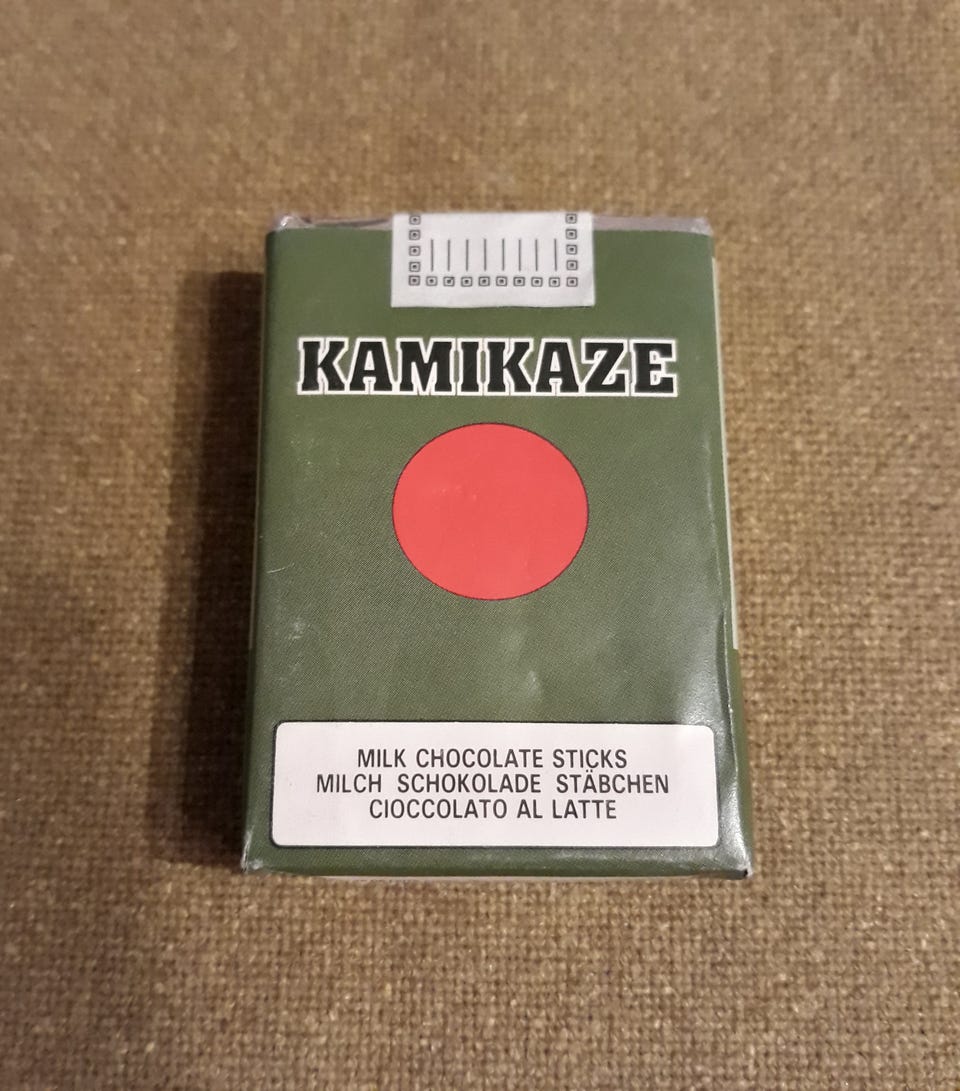 KAMIKAZE
MILK CHOCOLATE STICKS
MILCH SCHOKOLADE STÄBCHEN
CIOCCOLATO AL LATTE